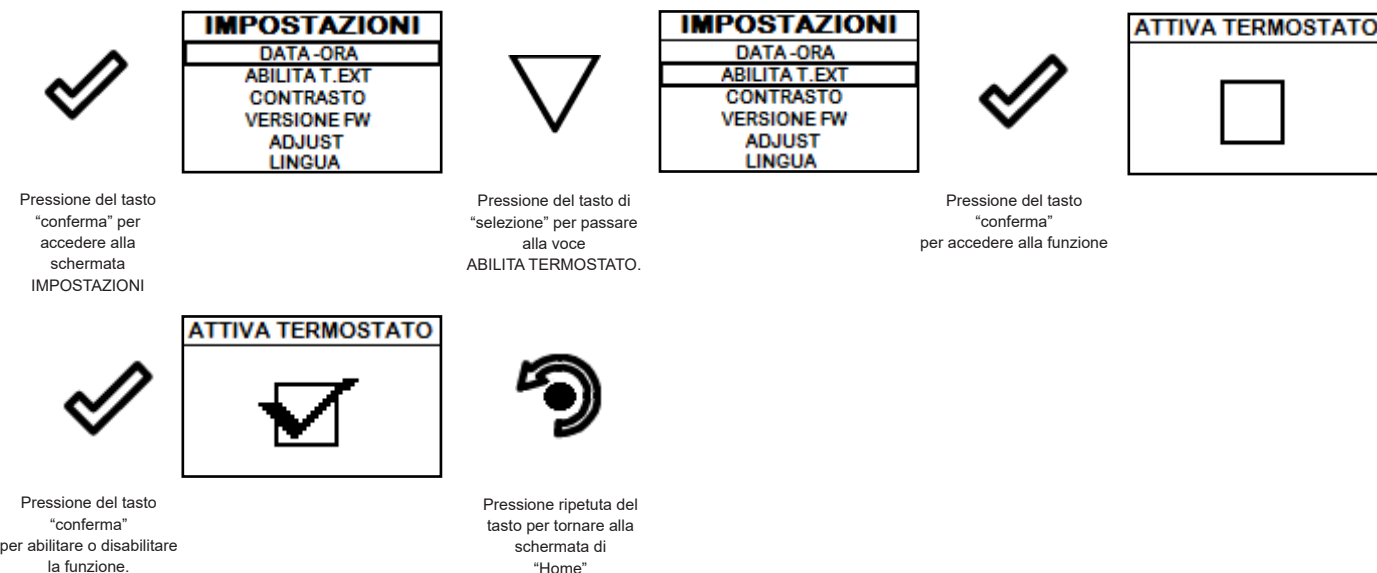 IMPOSTAZIONI
DATA-ORA
ABILITA T.EXT
CONTRASTO
VERSIONE FW
ADJUST
LINGUA
IMPOSTAZIONI
DATA-ORA
ABILITA T.EXT
CONTRASTO
VERSIONE FW
ADJUST
LINGUA
ATTIVA TERMOSTATO
Pressione del tasto
“conferma” per
accedere alla
schermata
IMPOSTAZIONI
Pressione del tasto di
“selezione” per passare
alla voce
ABILITA TERMOSTATO.
Pressione del tasto
“conferma”
per accedere alla funzione
ATTIVA TERMOSTATO
Pressione del tasto
“conferma”
per abilitare o disabilitare
la funzione.
Pressione ripetuta del
tasto per tornare alla
schermata di
“Home”